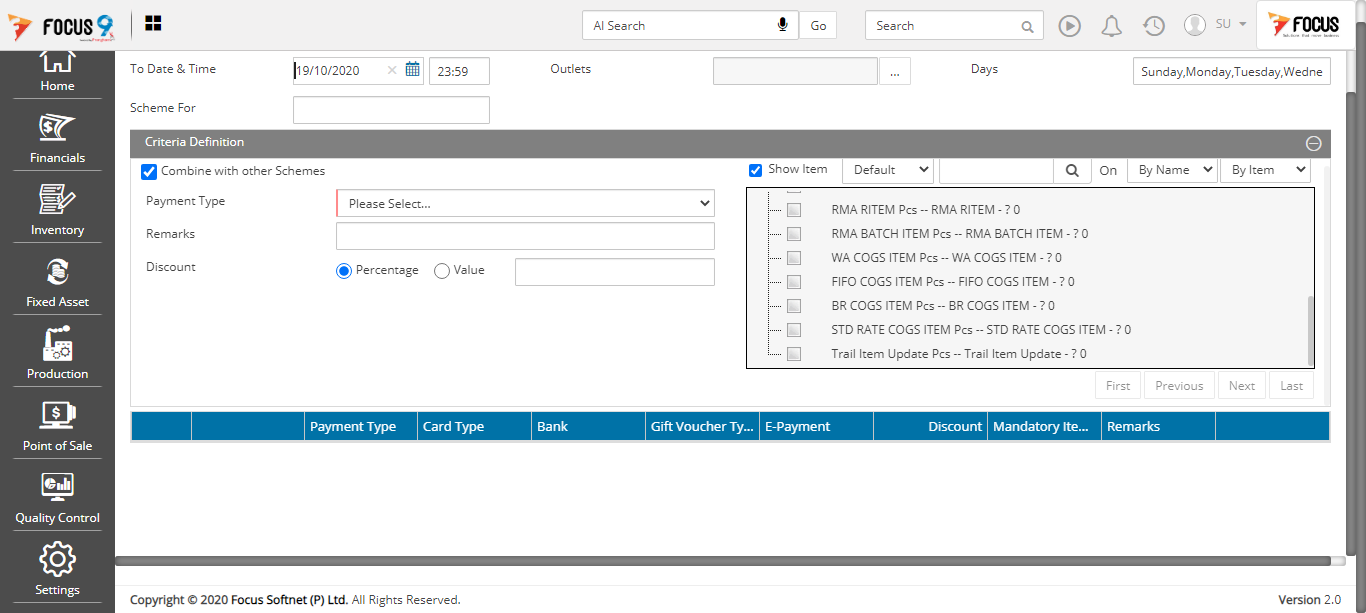 FOCUS 9
AI Search
Go
Search
SU
FOCUS
Home
Financials
Inventory
Fixed Asset
Production
Point of Sale
Quality Control
Settings
To Date & Time
19/10/2020
23:59
Outlets
...
Days
Sunday,Monday,Tuesday,Wedne
Scheme For
Criteria Definition
Combine with other Schemes
Payment Type
Please Select...
Remarks
Discount
Percentage
Value
Show Item
Default
On
By Name
By Item
RMA RITEM Pcs -- RMA RITEM - ? 0
RMA BATCH ITEM Pcs -- RMA BATCH ITEM - ? 0
WA COGS ITEM Pcs -- WA COGS ITEM - ? 0
FIFO COGS ITEM Pcs -- FIFO COGS ITEM - ? 0
BR COGS ITEM Pcs -- BR COGS ITEM - ? 0
STD RATE COGS ITEM Pcs -- STD RATE COGS ITEM - ? 0
Trail Item Update Pcs -- Trail Item Update - ? 0
First
Previous
Next
Last
Payment Type
Card Type
Bank
Gift Voucher Ty...
E-Payment
Discount
Mandatory Ite...
Remarks
Copyright © 2020 Focus Softnet (P) Ltd. All Rights Reserved.
Version 2.0